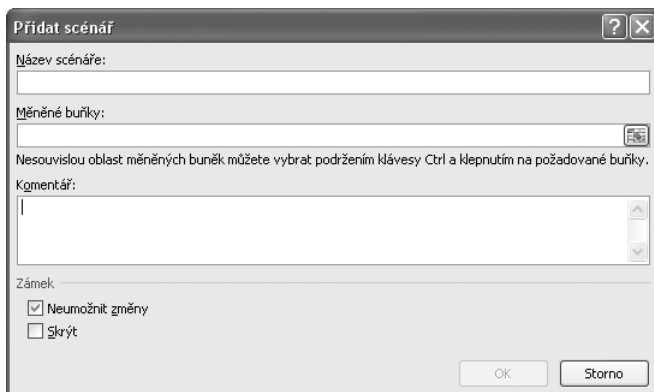 Přidat scénář
Název scénáře:
Měněné buňky:
Nesouvislou oblast měněných buněk můžete vybrat podržením klávesy Ctrl a klepnutím na požadované buňky.
Komentář:
Zámek
Neumožnit změny
Skrýt
OK Storno